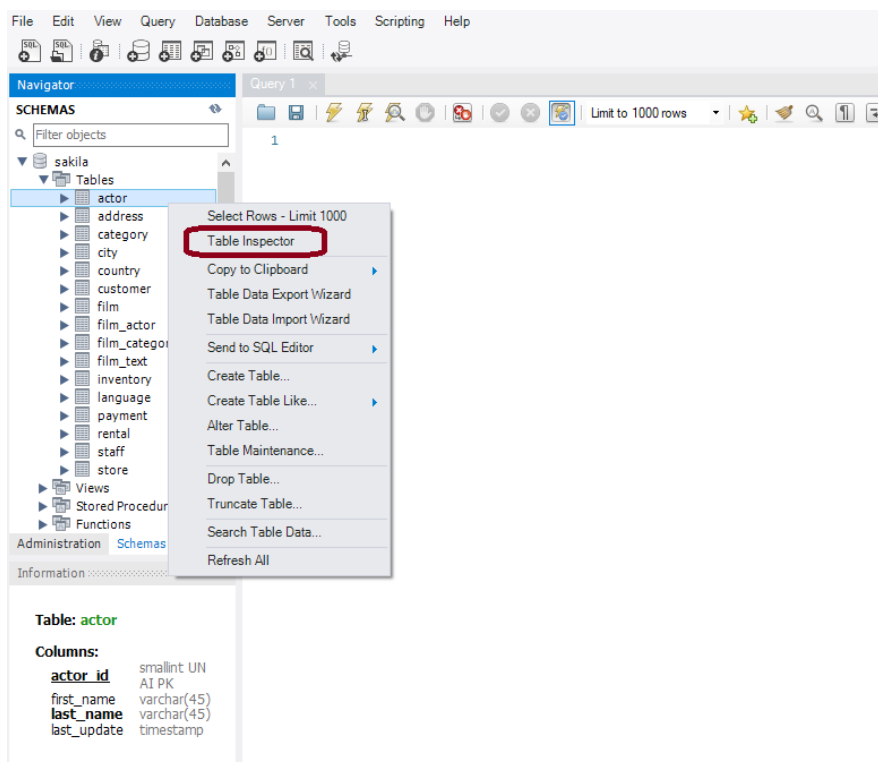 File Edit View Query Database Server Tools Scripting Help
SQL SQL
Navigator
Query 1
SCHEMAS
Limit to 1000 rows
Filter objects
1
sakila
Tables
actor
address
category
city
country
customer
film
film_actor
film_categor
film_text
inventory
language
payment
rental
staff
store
Views
Stored Procedur
Functions
Select Rows - Limit 1000
Table Inspector
Copy to Clipboard
Table Data Export Wizard
Table Data Import Wizard
Send to SQL Editor
Create Table...
Create Table Like...
Alter Table...
Table Maintenance...
Drop Table...
Truncate Table...
Search Table Data...
Refresh All
Administration Schemas
Information
Table: actor
Columns:
actor_id smallint UN
AI PK
first_name varchar(45)
last_name varchar(45)
last_update timestamp